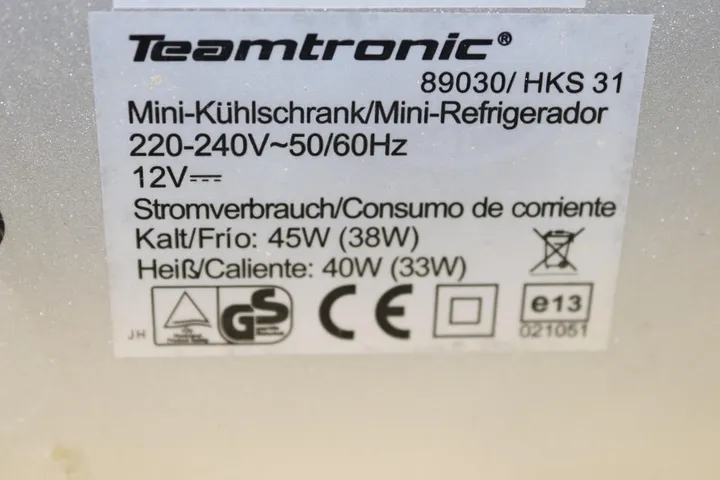 Teamtronic®
89030/ HKS 31
Mini-Kühlschrank/Mini-Refrigerador
220-240V~50/60Hz
12V⎓
Stromverbrauch/Consumo de corriente
Kalt/Frío: 45W (38W)
Heiß/Caliente: 40W (33W)
JH GS CE e13
021051